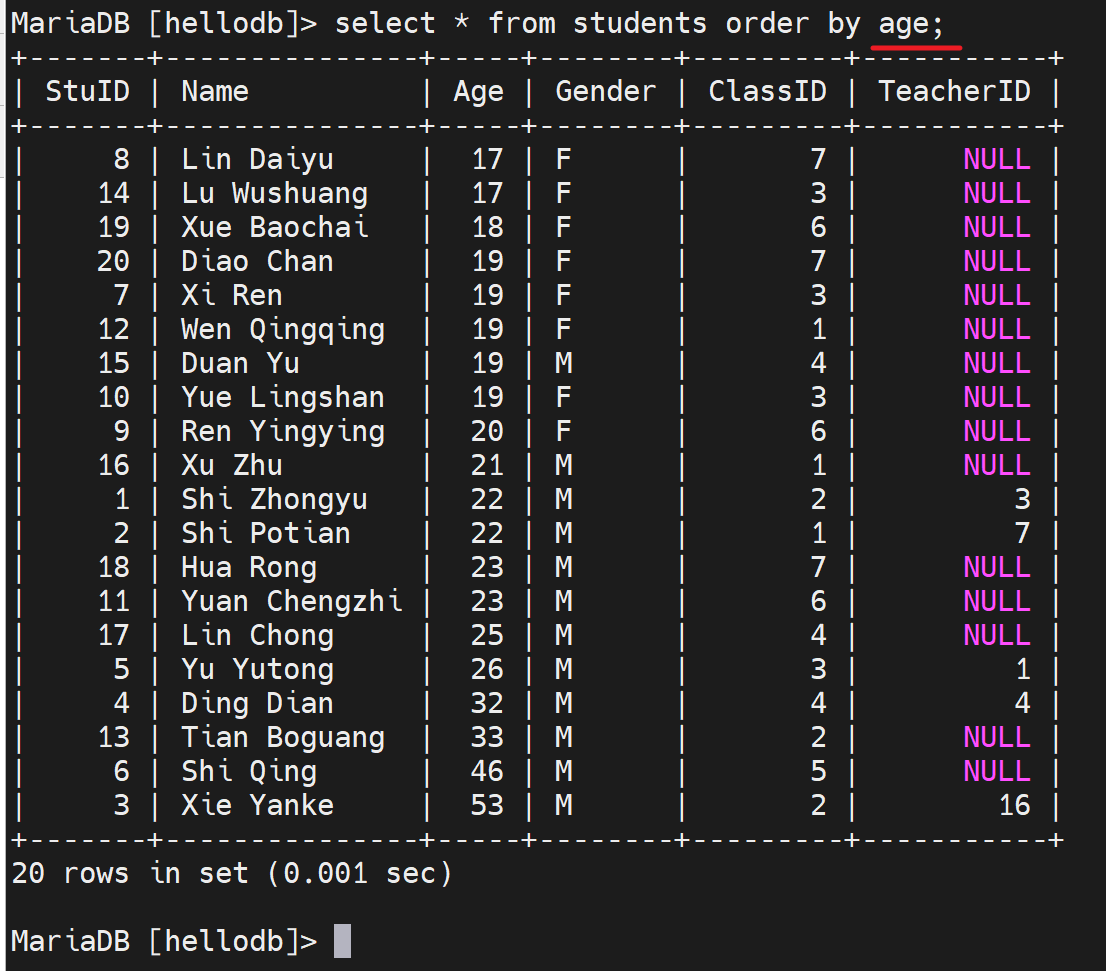 MariaDB [hellodb]> select * from students order by age;
+-------+---------------+-----+--------+---------+-----------+
| StuID | Name          | Age | Gender | ClassID | TeacherID |
+-------+---------------+-----+--------+---------+-----------+
|     8 | Lin Daiyu     |  17 | F      |       7 |      NULL |
|    14 | Lu Wushuang   |  17 | F      |       3 |      NULL |
|    19 | Xue Baochai   |  18 | F      |       6 |      NULL |
|    20 | Diao Chan     |  19 | F      |       7 |      NULL |
|     7 | Xi Ren        |  19 | F      |       3 |      NULL |
|    12 | Wen Qingqing  |  19 | F      |       1 |      NULL |
|    15 | Duan Yu       |  19 | M      |       4 |      NULL |
|    10 | Yue Lingshan  |  19 | F      |       3 |      NULL |
|     9 | Ren Yingying  |  20 | F      |       6 |      NULL |
|    16 | Xu Zhu        |  21 | M      |       1 |      NULL |
|     1 | Shi Zhongyu   |  22 | M      |       2 |         3 |
|     2 | Shi Potian    |  22 | M      |       1 |         7 |
|    18 | Hua Rong      |  23 | M      |       7 |      NULL |
|    11 | Yuan Chengzhi |  23 | M      |       6 |      NULL |
|    17 | Lin Chong     |  25 | M      |       4 |      NULL |
|     5 | Yu Yutong     |  26 | M      |       3 |         1 |
|     4 | Ding Dian     |  32 | M      |       4 |         4 |
|    13 | Tian Boguang  |  33 | M      |       2 |      NULL |
|     6 | Shi Qing      |  46 | M      |       5 |      NULL |
|     3 | Xie Yanke     |  53 | M      |       2 |        16 |
+-------+---------------+-----+--------+---------+-----------+
20 rows in set (0.001 sec)
MariaDB [hellodb]>